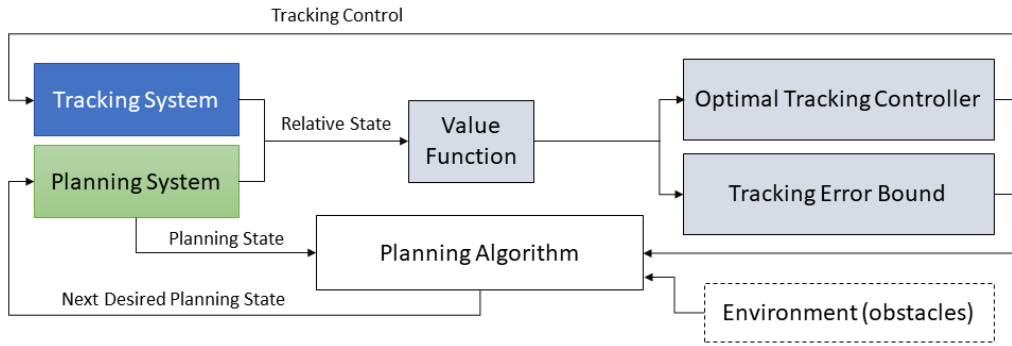 Tracking Control
Tracking System
Optimal Tracking Controller
Relative State
Value
Function
Planning System
Tracking Error Bound
Planning State
Planning Algorithm
Next Desired Planning State
Environment (obstacles)